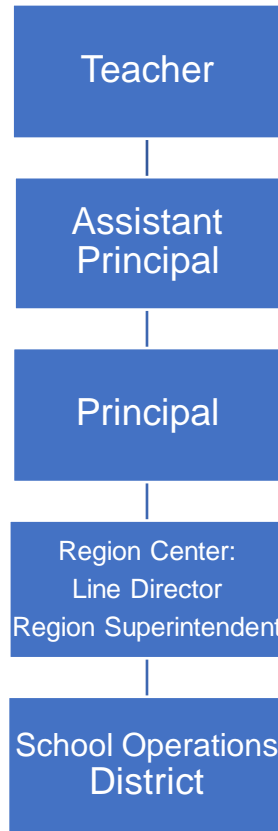 Teacher
Assistant
Principal
Principal
Region Center:
Line Director
Region Superintendent
School Operations
District